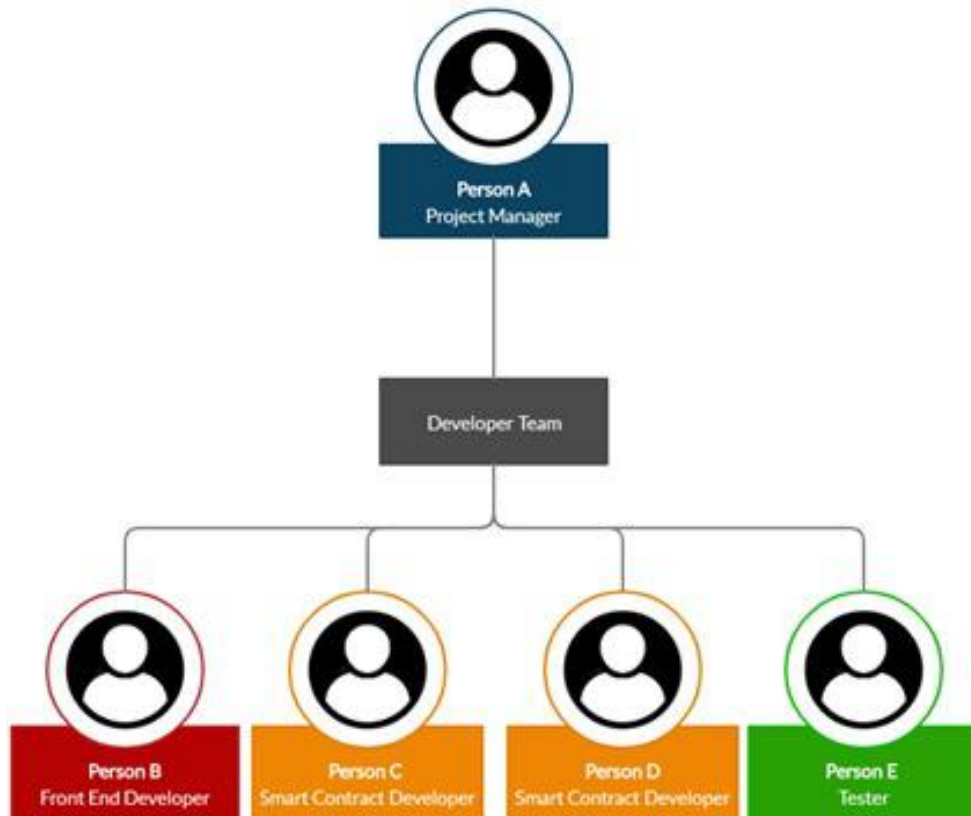 Person A
Project Manager
Developer Team
Person B
Front End Developer
Person C
Smart Contract Developer
Person D
Smart Contract Developer
Person E
Tester